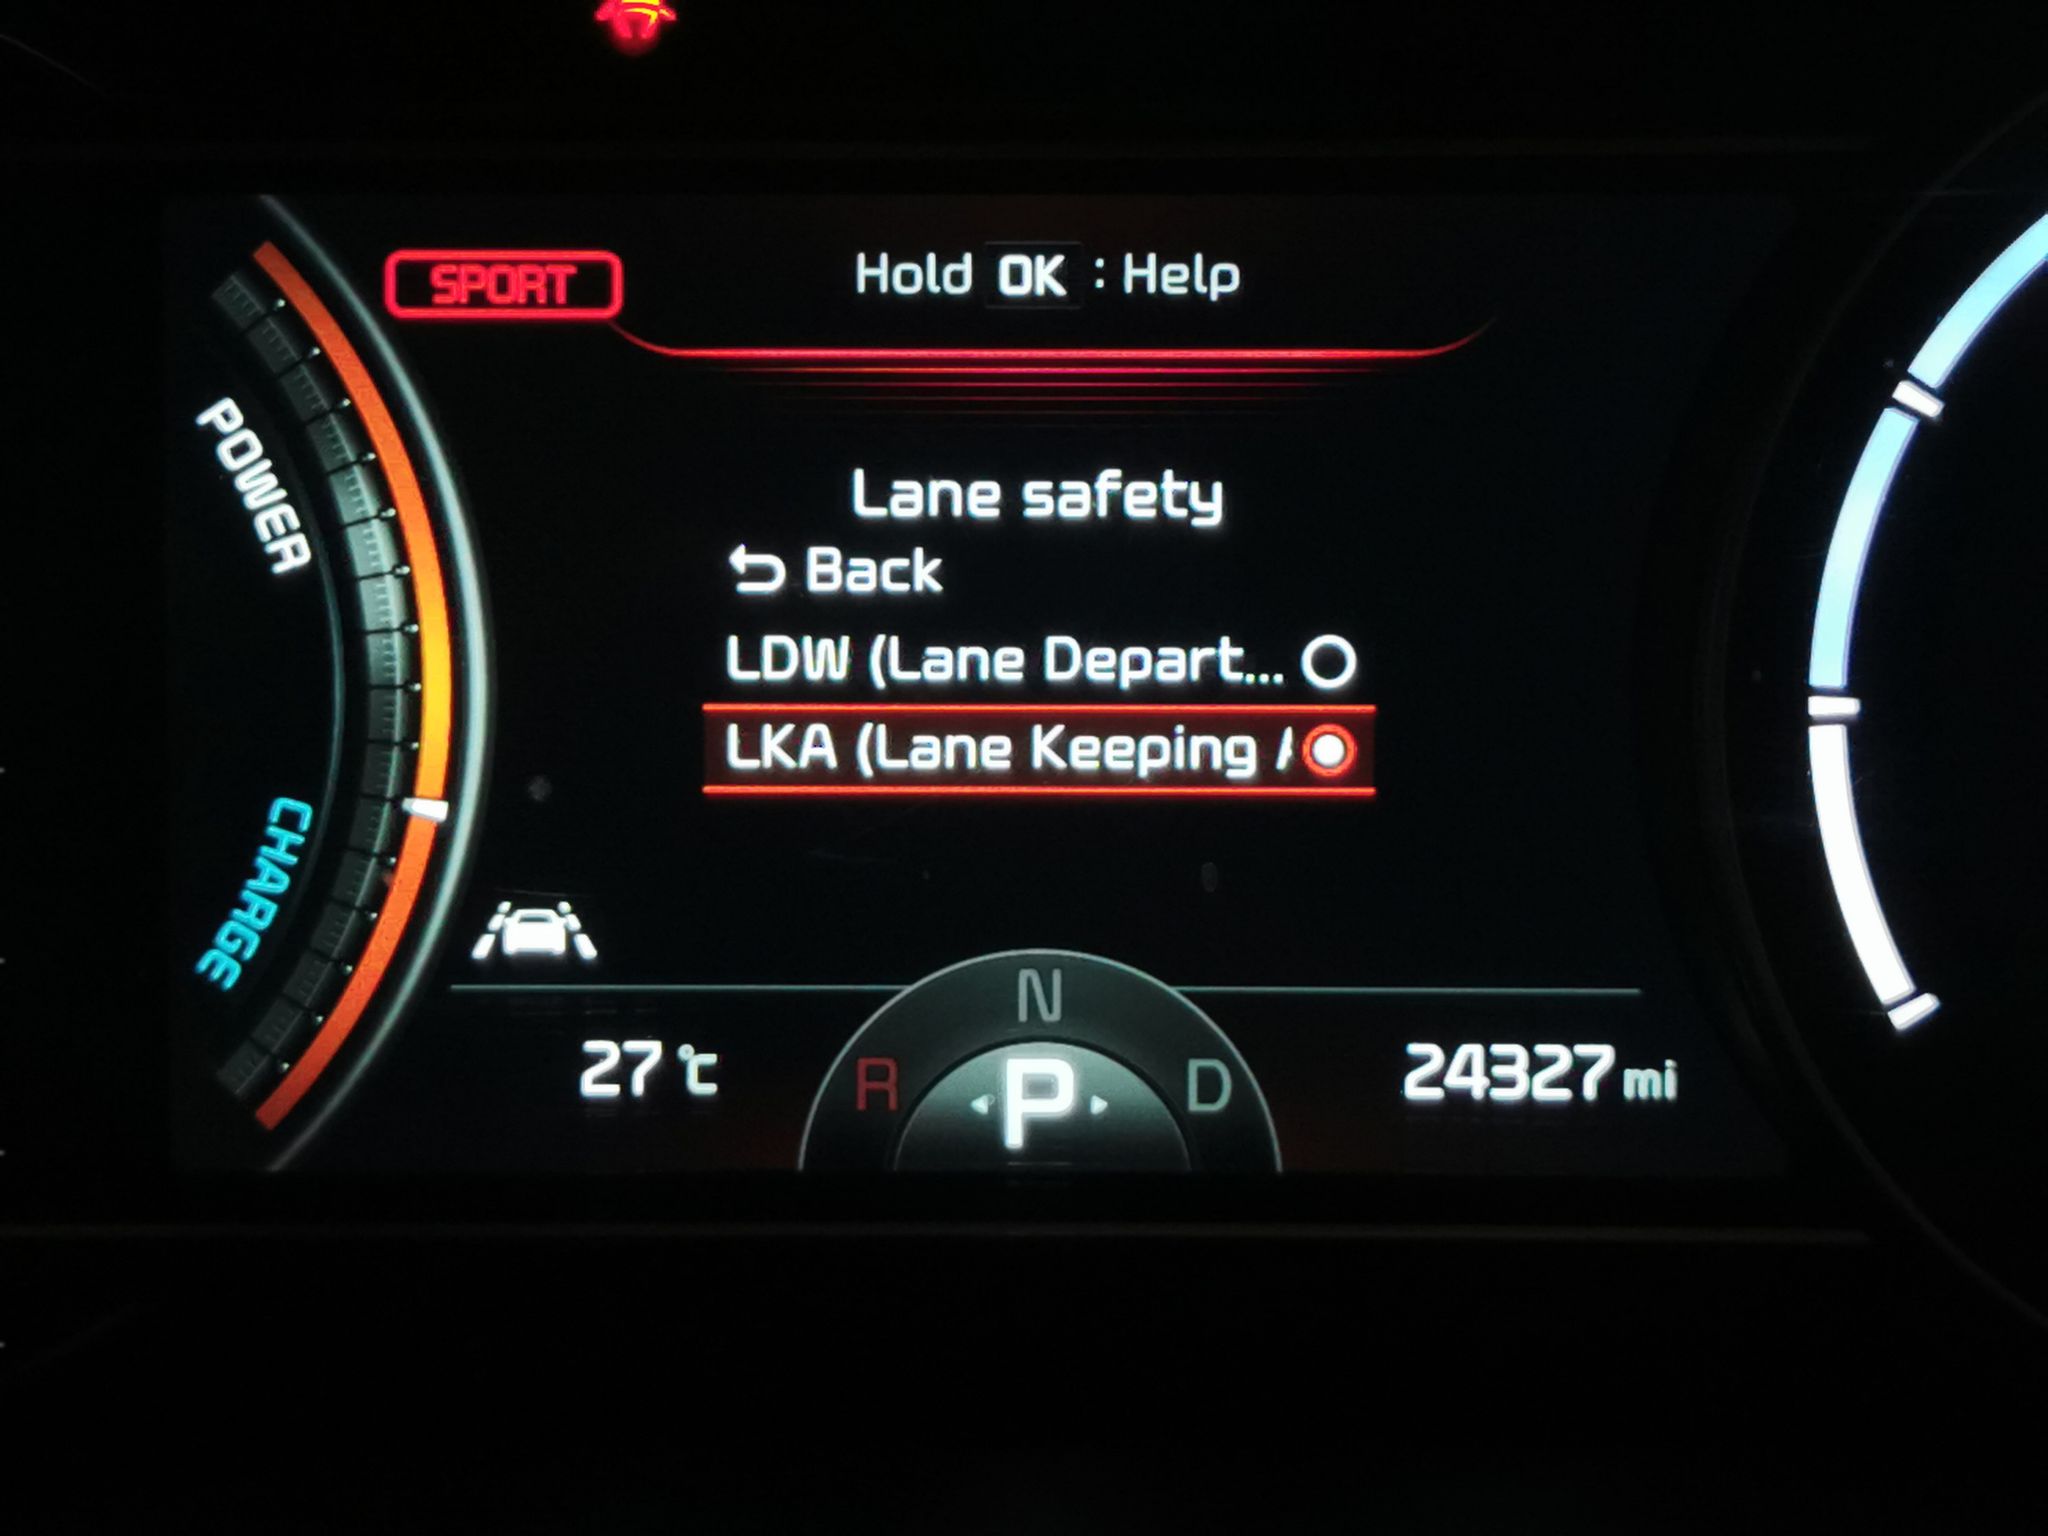 SPORT
Hold OK : Help
Lane safety
Back
LDW (Lane Depart...
LKA (Lane Keeping A
POWER
CHARGE
N
R P D
27 °C
24327 mi